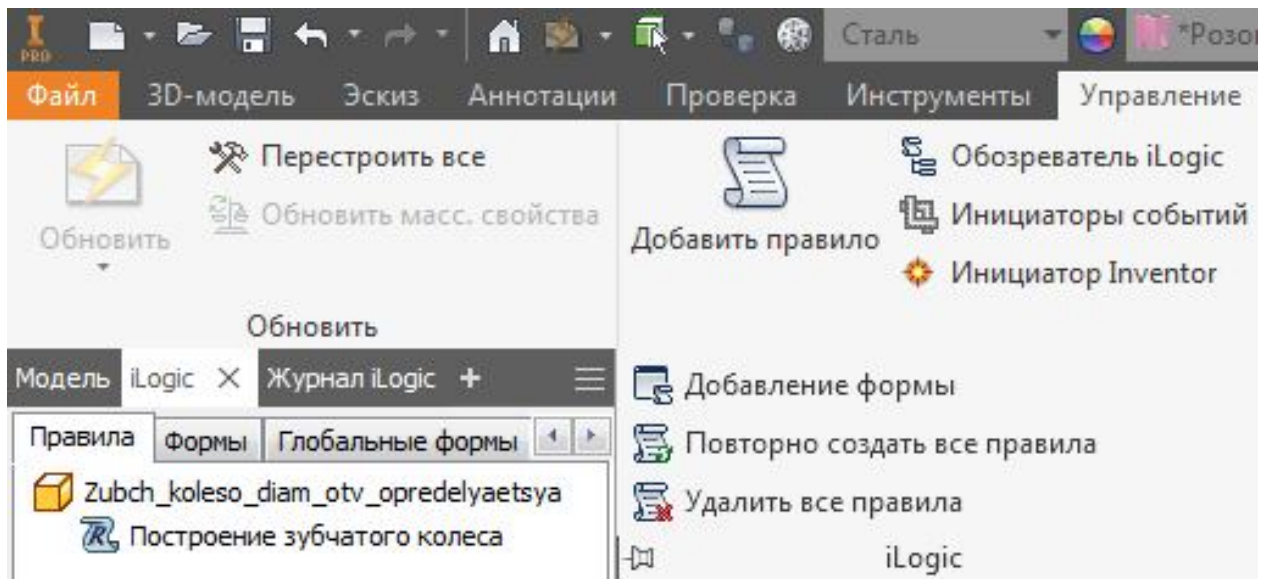 I
PRO
Сталь
Файл 3D-модель Эскиз Аннотации Проверка Инструменты Управление
Перестроить все
Обновить масс. свойства
Обновить
Обновить
Добавить правило
Обозреватель iLogic
Инициаторы событий
Инициатор Inventor
Модель iLogic × Журнал iLogic +
Правила Формы Глобальные формы
Zubch_koleso_diam_otv_opredelyaetsya
Построение зубчатого колеса
Добавление формы
Повторно создать все правила
Удалить все правила
iLogic